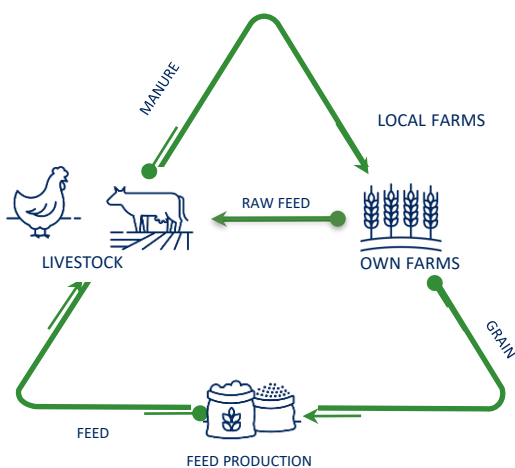 MANURE
LOCAL FARMS
RAW FEED
LIVESTOCK
OWN FARMS
GRAIN
FEED
FEED PRODUCTION